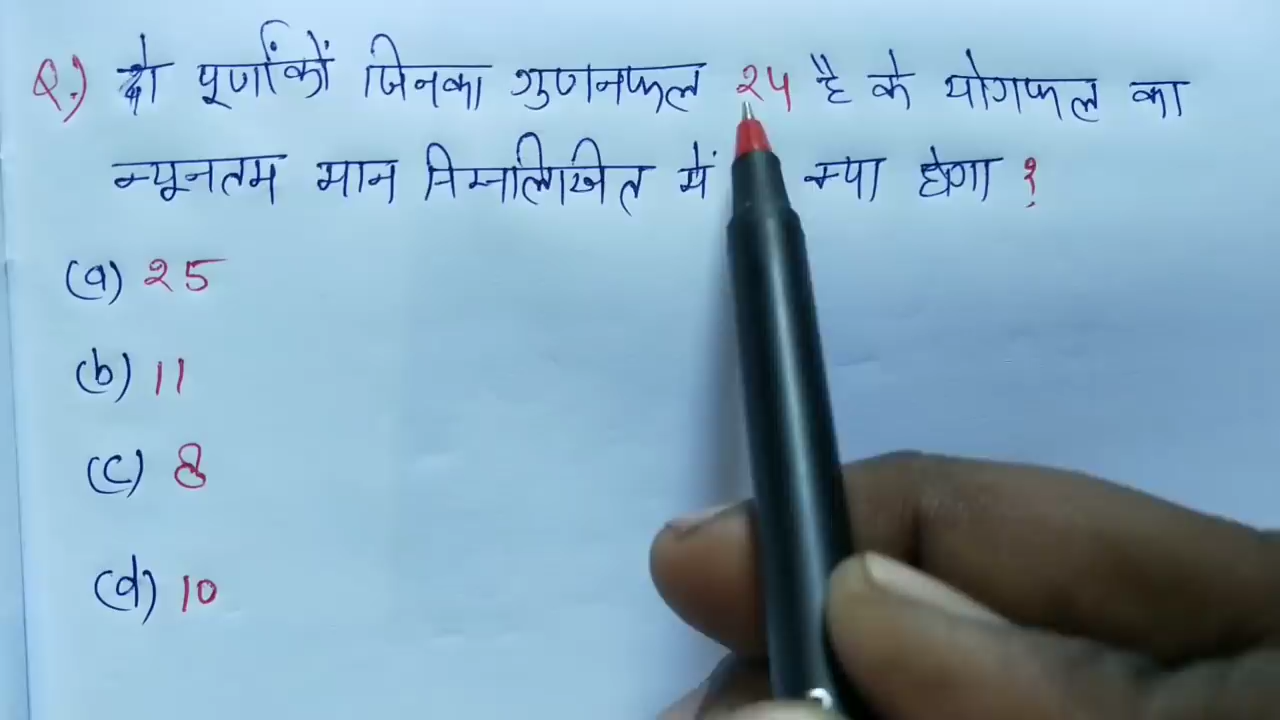 Q.) दो पूर्णांकों जिनका गुणनफल 24 है के योगफल का
न्यूनतम मान निम्नलिखित में क्या होगा ?
(a) 25
(b) 11
(c) 8
(d) 10